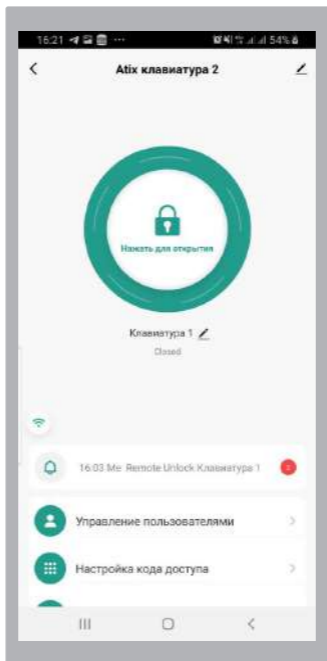 16:21 54%
Atix клавиатура 2
Нажать для открытия
Клавиатура 1
Closed
16:03 Me Remote Unlock Клавиатура 1
Управление пользователями
Настройка кода доступа